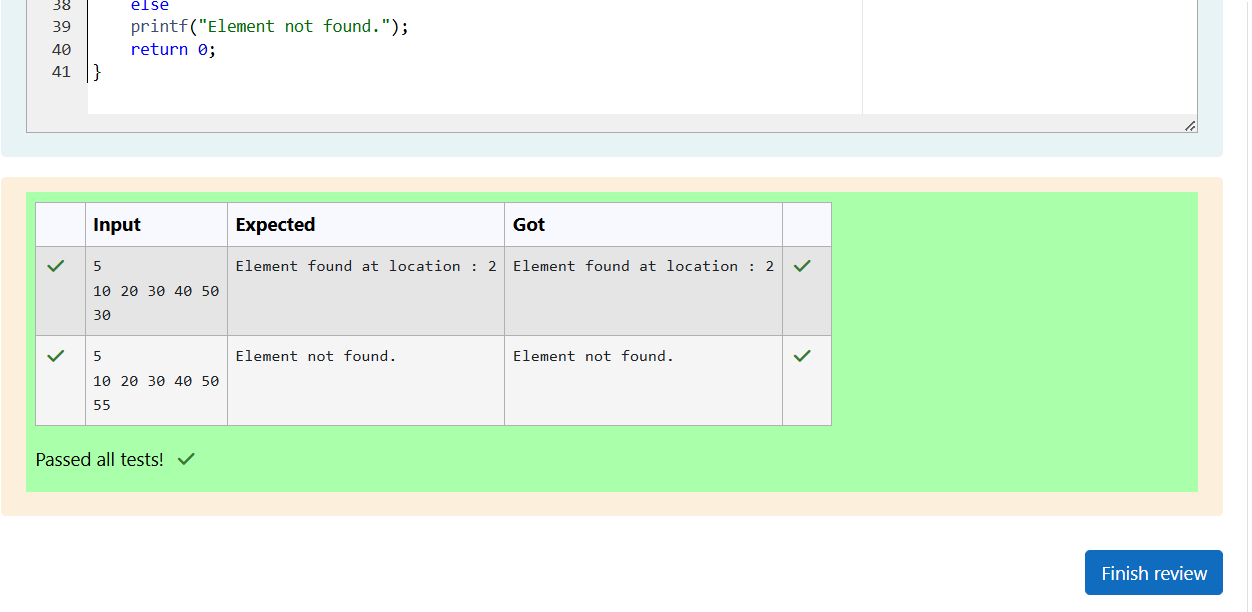 38 else
39 printf("Element not found.");
40 return 0;
41 }
Input Expected Got
5 Element found at location : 2 Element found at location : 2
10 20 30 40 50
30
5 Element not found. Element not found.
10 20 30 40 50
55
Passed all tests!
Finish review